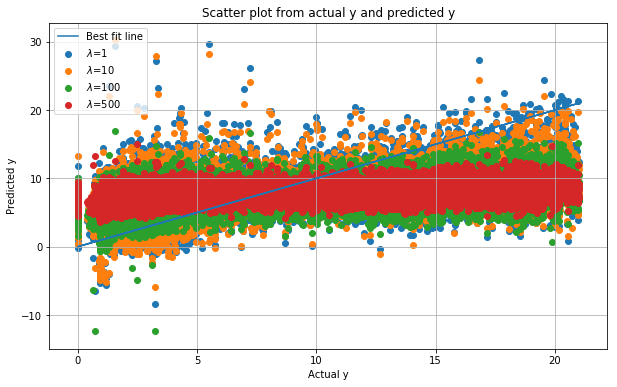 Scatter plot from actual y and predicted y
Best fit line
λ=1
λ=10
λ=100
λ=500
30
20
10
0
−10
Predicted y
0
5
10
15
20
Actual y